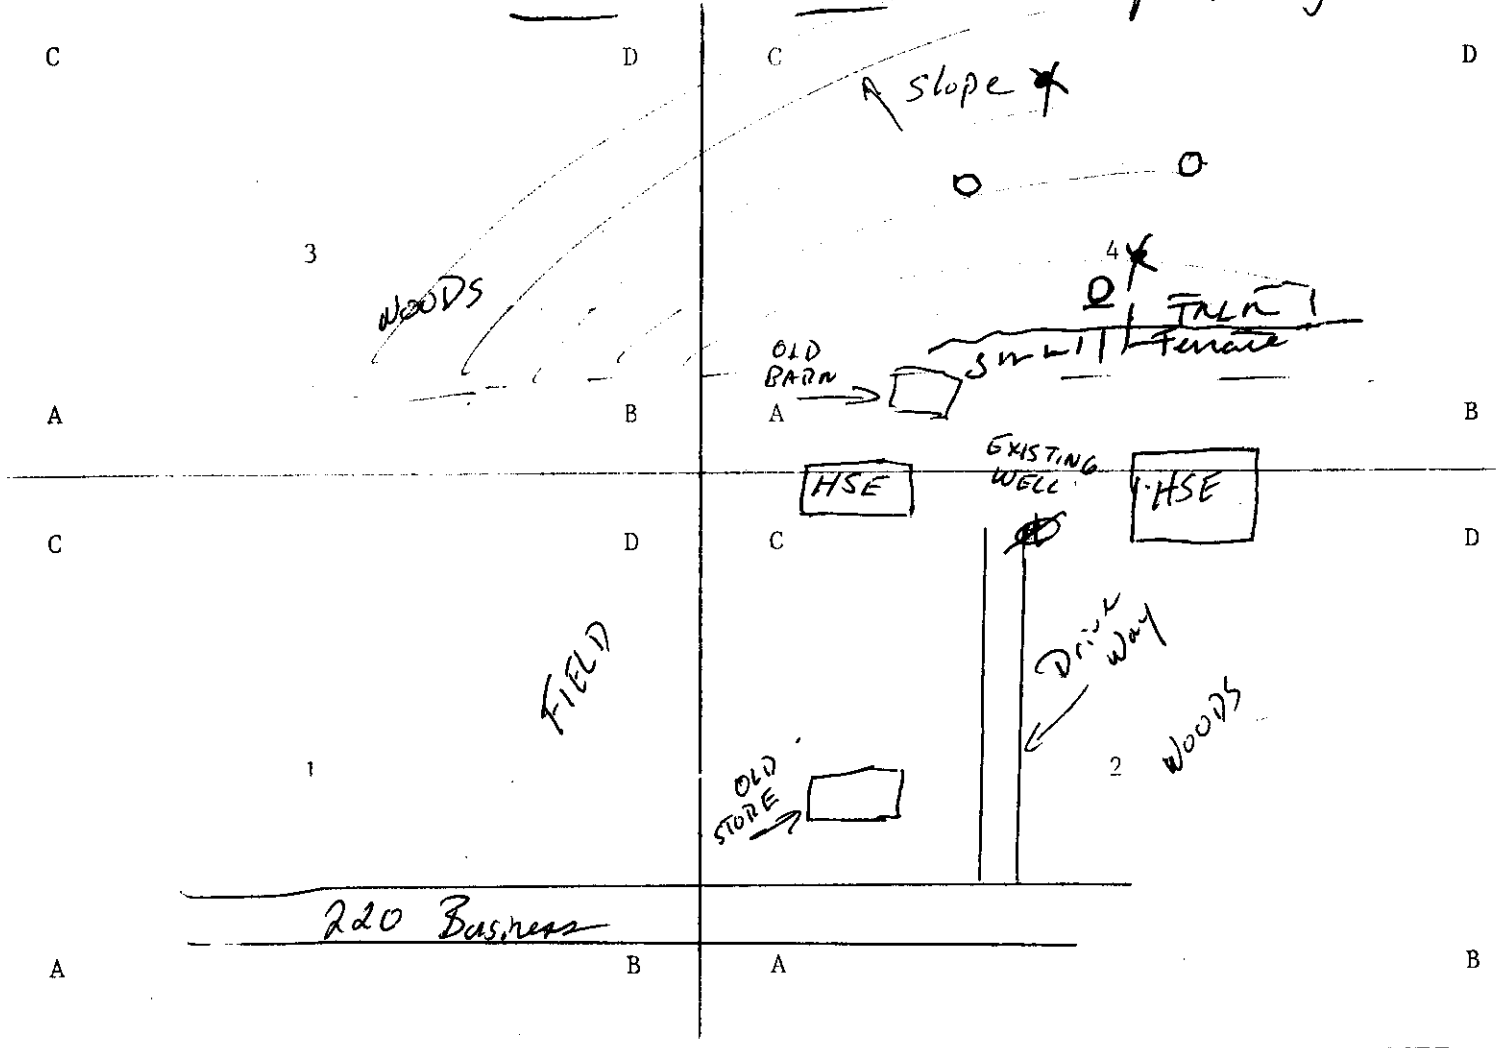 C D C D
slope
3
4
WOODS
Terrace
OLD
BARN
A B A B
EXISTING
WELL
HSE
HSE
C D C D
Drive
Way
FIELD
WOODS
1
2
OLD
STORE
220 Business
A B A B